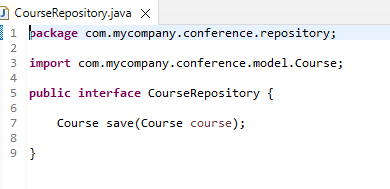 CourseRepository.java
1 package com.mycompany.conference.repository;
2
3 import com.mycompany.conference.model.Course;
4
5 public interface CourseRepository {
6
7 Course save(Course course);
8
9 }